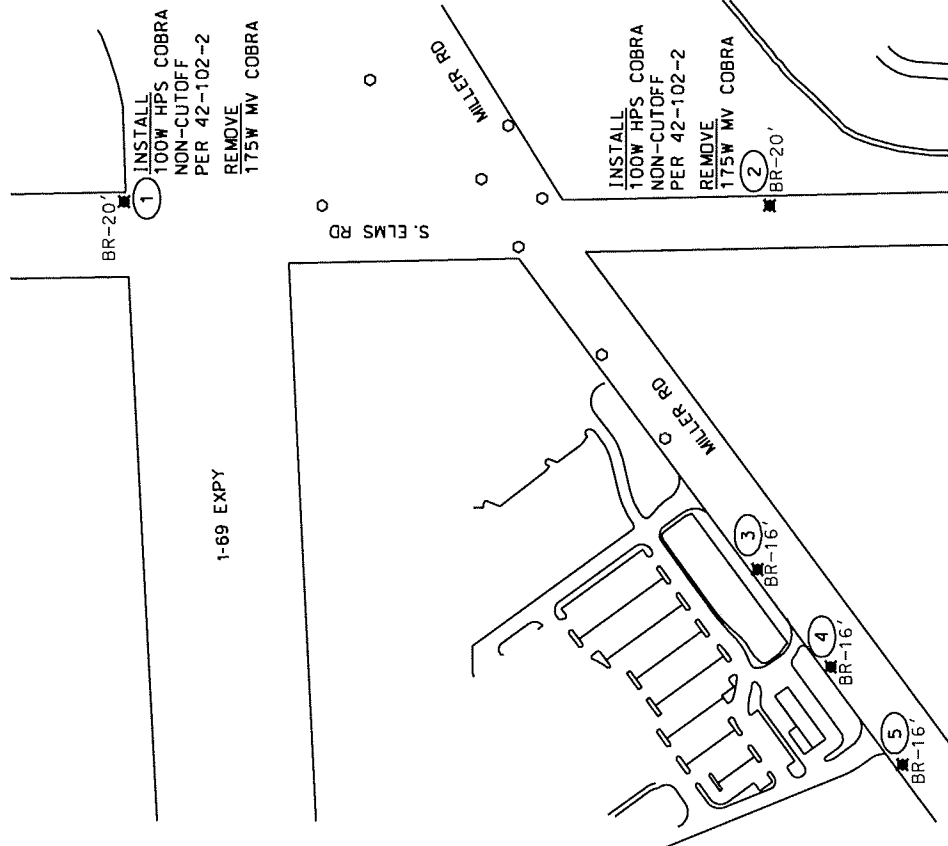 BR-20'
1
INSTALL
100W HPS COBRA
NON-CUTOFF
PER 42-102-2
REMOVE
175W MV COBRA
MILLER RD
S. ELMS RD
1-69 EXPY
INSTALL
100W HPS COBRA
NON-CUTOFF
PER 42-102-2
REMOVE
175W MV COBRA
2
BR-20'
MILLER RD
3
BR-16'
4
BR-16'
5
BR-16'